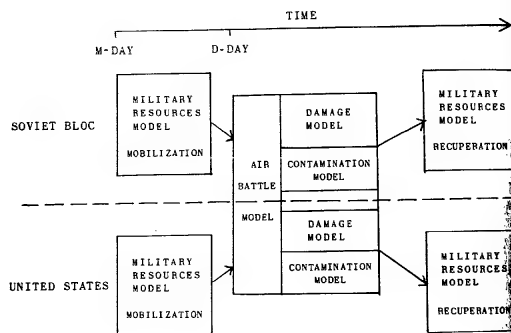 TIME
M-DAY D-DAY
SOVIET BLOC
MILITARY
RESOURCES
MODEL
MOBILIZATION
AIR
BATTLE
MODEL
DAMAGE
MODEL
CONTAMINATION
MODEL
MILITARY
RESOURCES
MODEL
RECUPERATION
UNITED STATES
MILITARY
RESOURCES
MODEL
MOBILIZATION
DAMAGE
MODEL
CONTAMINATION
MODEL
MILITARY
RESOURCES
MODEL
RECUPERATION